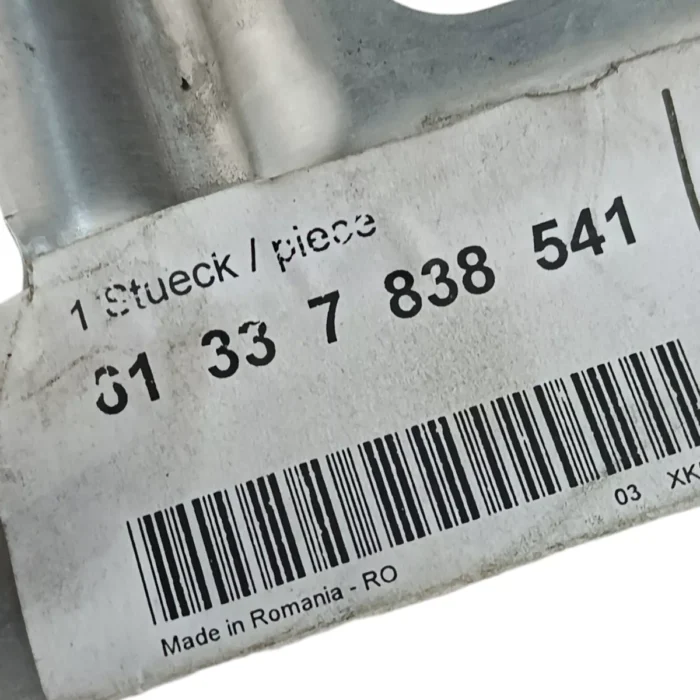 1 Stueck / piece
61 33 7 838 541
03 XK
Made in Romania - RO